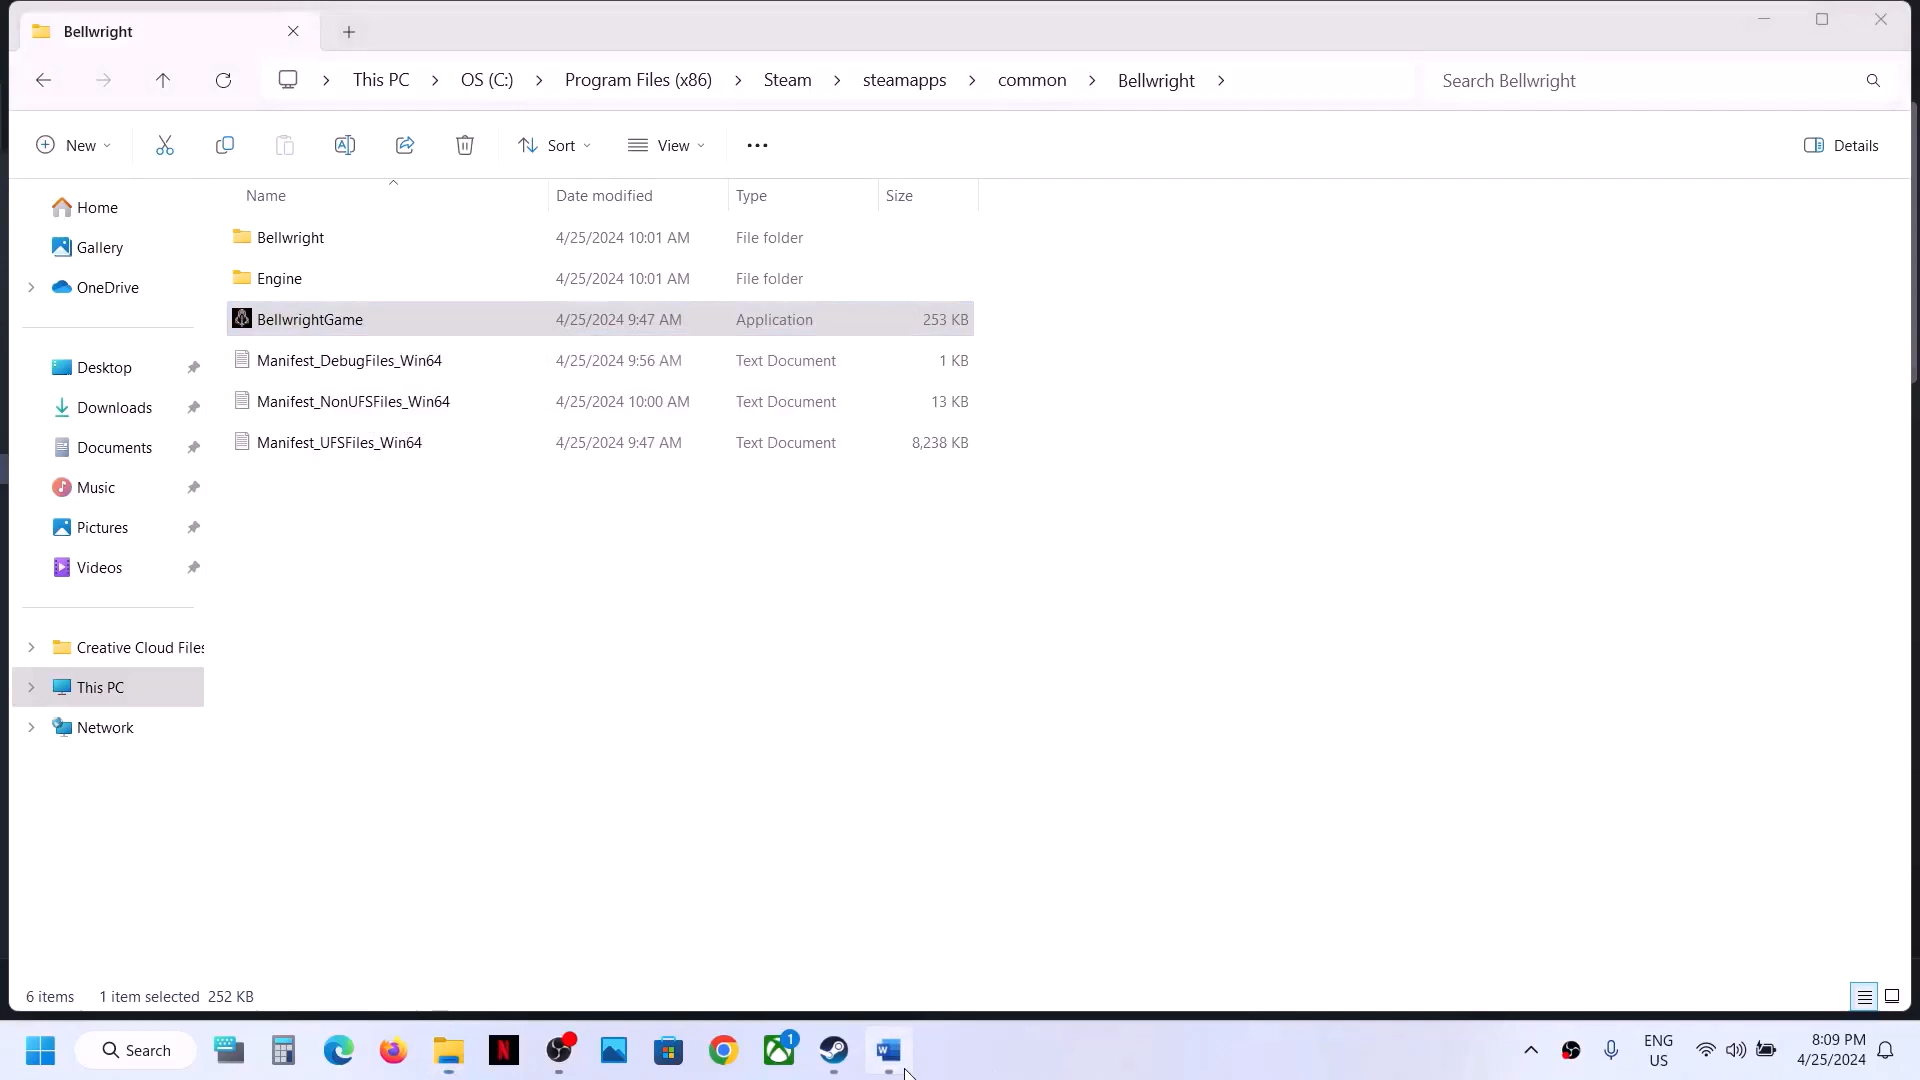 Bellwright
This PC > OS (C:) > Program Files (x86) > Steam > steamapps > common > Bellwright >
Search Bellwright
New
Sort
View
Details
Name
Date modified
Type
Size
Home
Gallery
OneDrive
Desktop
Downloads
Documents
Music
Pictures
Videos
Creative Cloud Files
This PC
Network
Bellwright 4/25/2024 10:01 AM File folder
Engine 4/25/2024 10:01 AM File folder
BellwrightGame 4/25/2024 9:47 AM Application 253 KB
Manifest_DebugFiles_Win64 4/25/2024 9:56 AM Text Document 1 KB
Manifest_NonUFSFiles_Win64 4/25/2024 10:00 AM Text Document 13 KB
Manifest_UFSFiles_Win64 4/25/2024 9:47 AM Text Document 8,238 KB
6 items 1 item selected 252 KB
Search
N
1
W
ENG
US
8:09 PM
4/25/2024